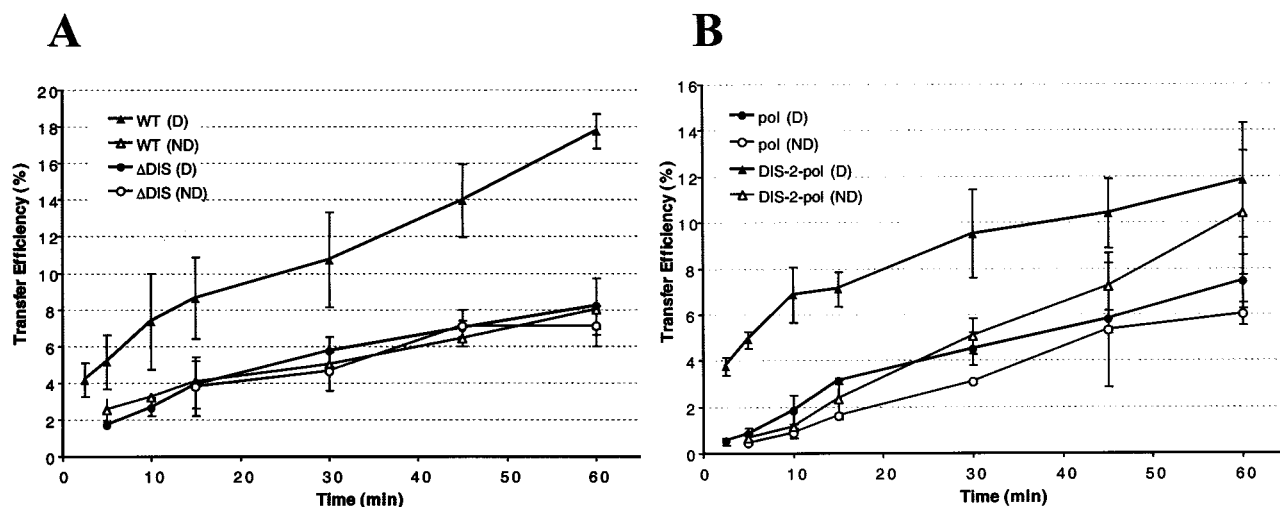 A
Transfer Efficiency (%)
20
18
16
14
12
10
8
6
4
2
0
WT (D)
WT (ND)
ΔDIS (D)
ΔDIS (ND)
0 10 20 30 40 50 60
Time (min)
B
Transfer Efficiency (%)
16
14
12
10
8
6
4
2
0
pol (D)
pol (ND)
DIS-2-pol (D)
DIS-2-pol (ND)
0 10 20 30 40 50 60
Time (min)